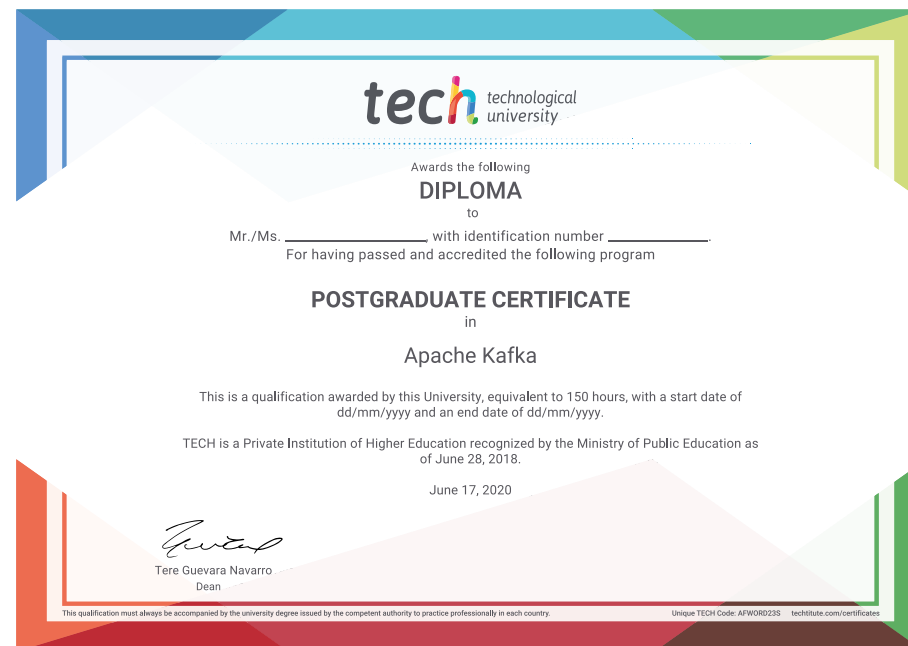 tech technological
university
Awards the following
DIPLOMA
to
Mr./Ms. ____________________, with identification number ______________.
For having passed and accredited the following program
POSTGRADUATE CERTIFICATE
in
Apache Kafka
This is a qualification awarded by this University, equivalent to 150 hours, with a start date of
dd/mm/yyyy and an end date of dd/mm/yyyy.
TECH is a Private Institution of Higher Education recognized by the Ministry of Public Education as
of June 28, 2018.
June 17, 2020
Tere Guevara Navarro
Dean
This qualification must always be accompanied by the university degree issued by the competent authority to practice professionally in each country. Unique TECH Code: AFWORD23S techtitute.com/certificates